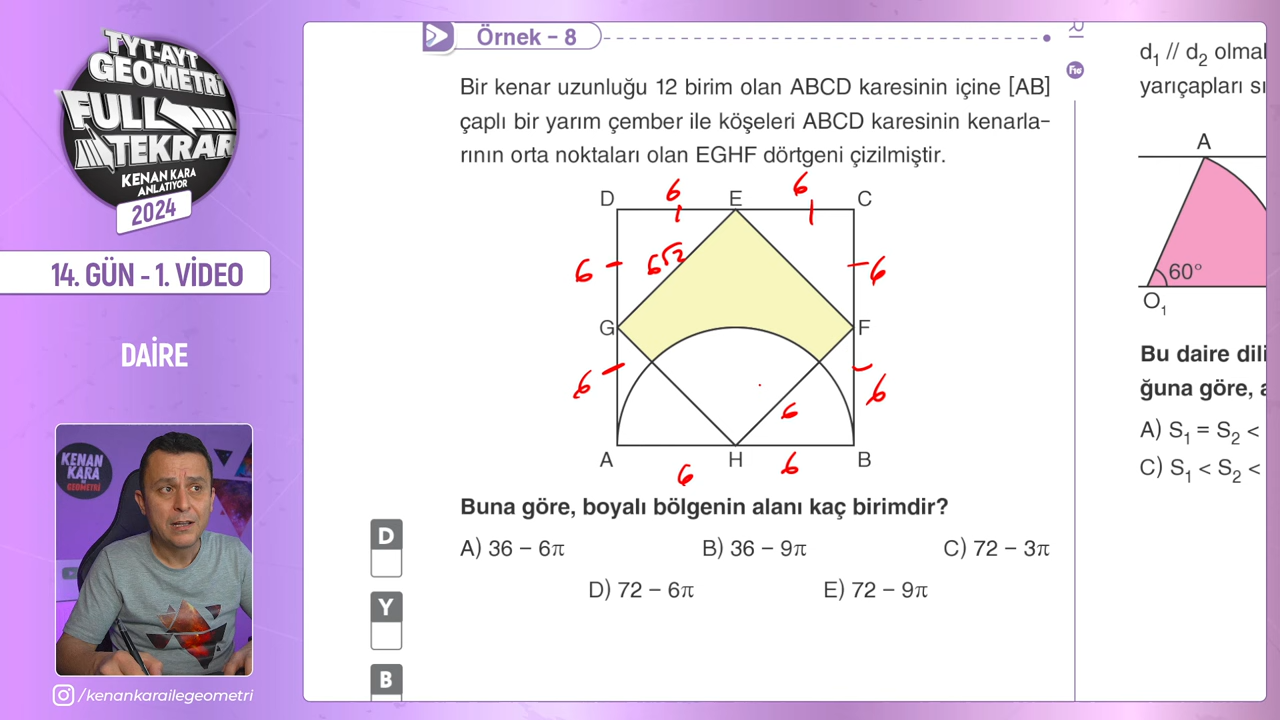 TYT-AYT
GEOMETRİ
FULL
TEKRAR
KENAN KARA
ANLATIYOR
2024
14. GÜN - 1. VİDEO
DAİRE
KENAN
KARA
İLE
GEOMETRİ
/kenankarailegeometri
Örnek – 8
Bir kenar uzunluğu 12 birim olan ABCD karesinin içine [AB]
çaplı bir yarım çember ile köşeleri ABCD karesinin kenarla-
rının orta noktaları olan EGHF dörtgeni çizilmiştir.
6 6
D E C
6 6√2 6
G F
6 6 6
A H B
6 6
Buna göre, boyalı bölgenin alanı kaç birimdir?
A) 36 – 6π B) 36 – 9π C) 72 – 3π
D) 72 – 6π E) 72 – 9π
D
Y
B
d₁ // d₂
yarıçapları
A
60°
O₁
Bu daire
ğuna göre,
A) S₁ = S₂ <
C) S₁ < S₂ <